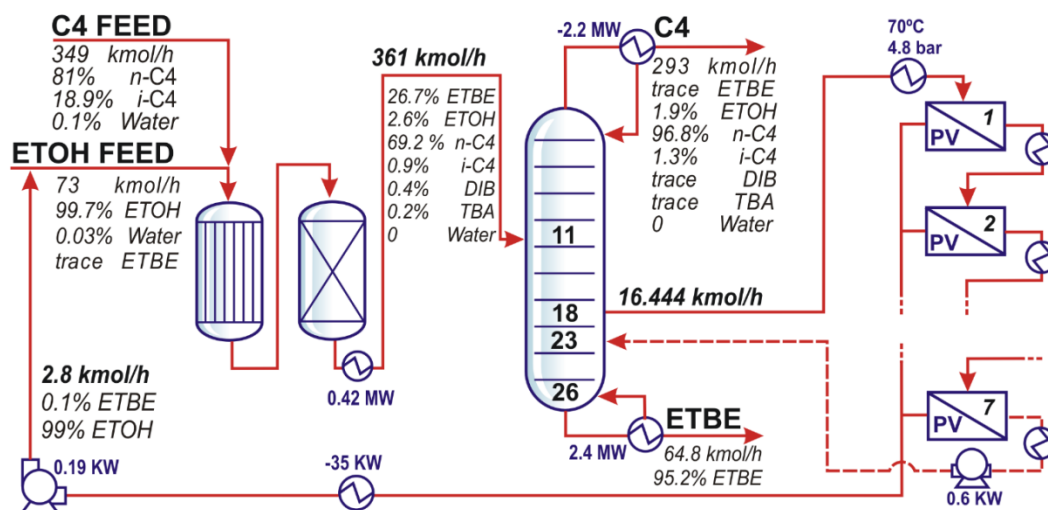 C4 FEED
349 kmol/h
81% n-C4
18.9% i-C4
0.1% Water
ETOH FEED
73 kmol/h
99.7% ETOH
0.03% Water
trace ETBE
2.8 kmol/h
0.1% ETBE
99% ETOH
0.19 KW
-35 KW
0.42 MW
361 kmol/h
26.7% ETBE
2.6% ETOH
69.2 % n-C4
0.9% i-C4
0.4% DIB
0.2% TBA
0 Water
-2.2 MW
C4
293 kmol/h
trace ETBE
1.9% ETOH
96.8% n-C4
1.3% i-C4
trace DIB
trace TBA
0 Water
11
18
23
26
16.444 kmol/h
2.4 MW
ETBE
64.8 kmol/h
95.2% ETBE
70ºC
4.8 bar
PV 1
PV 2
PV 7
0.6 KW